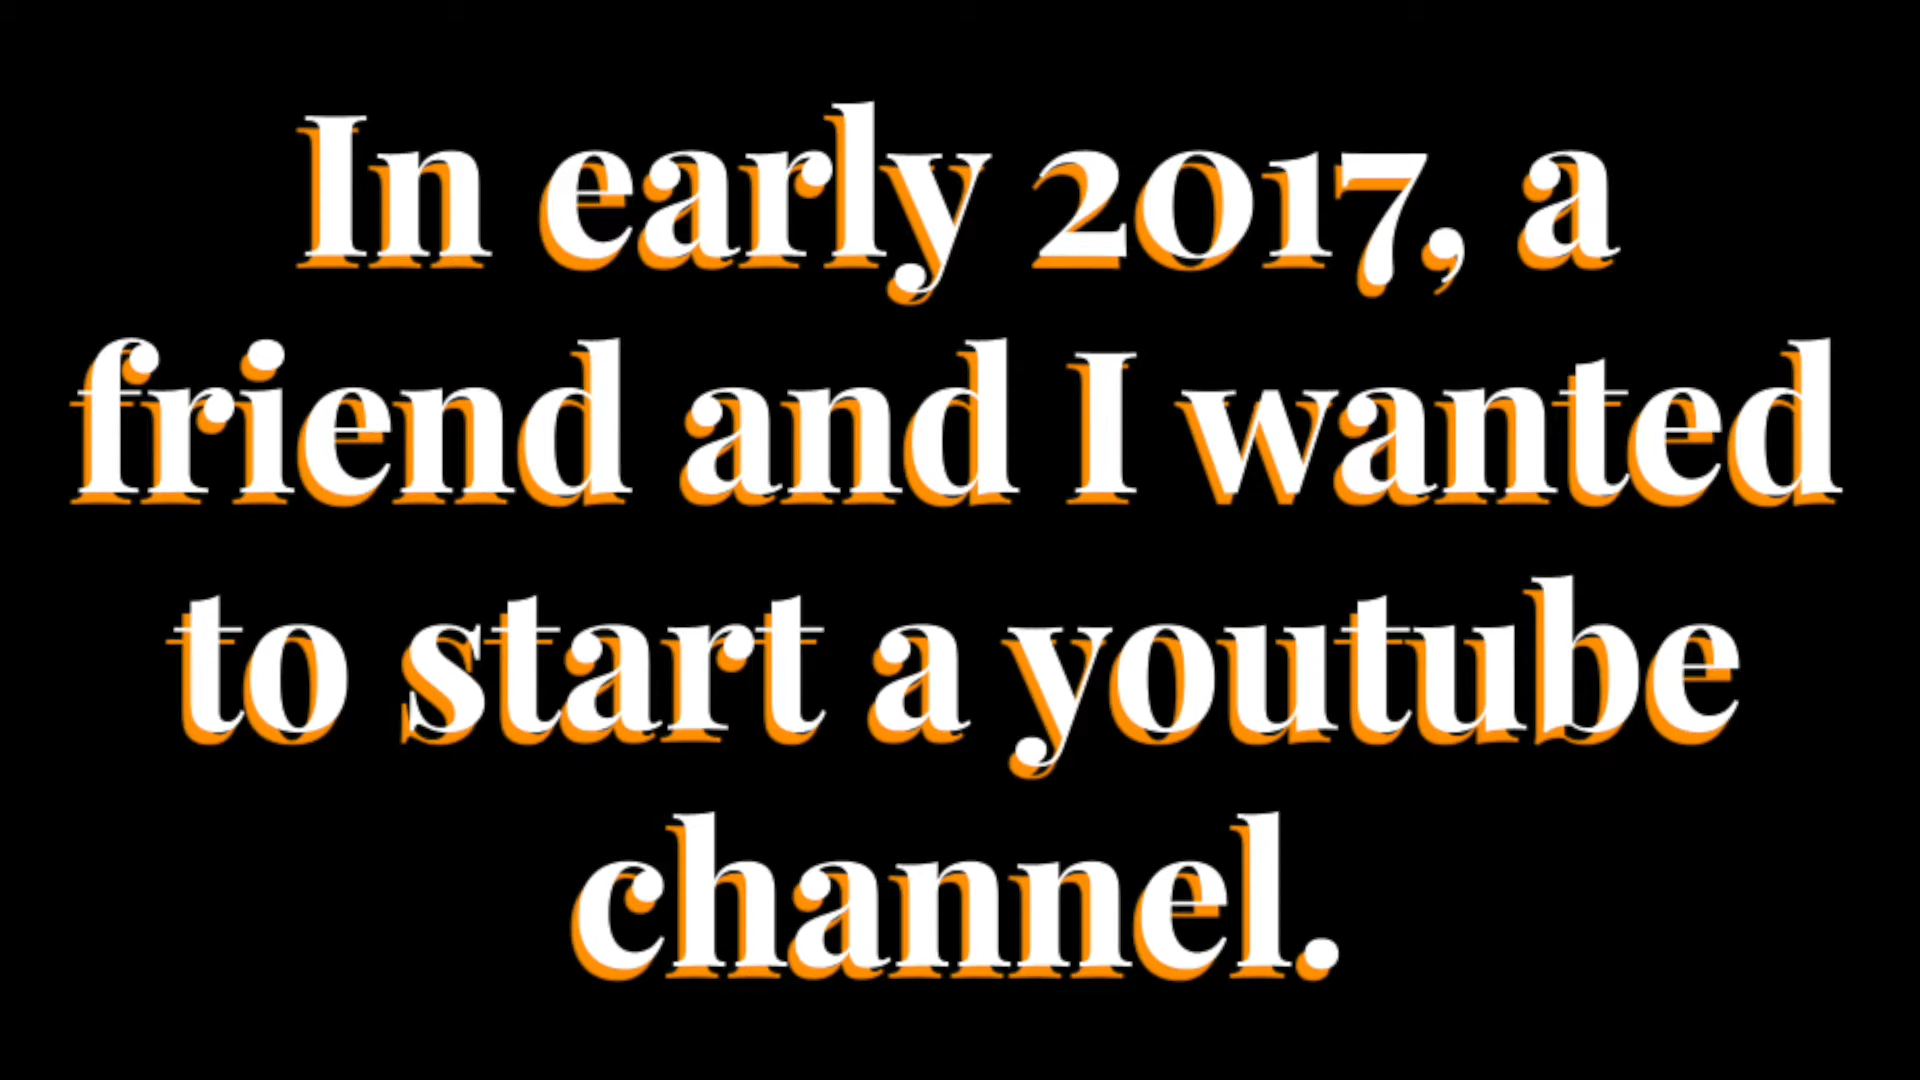 In early 2017, a
friend and I wanted
to start a youtube
channel.